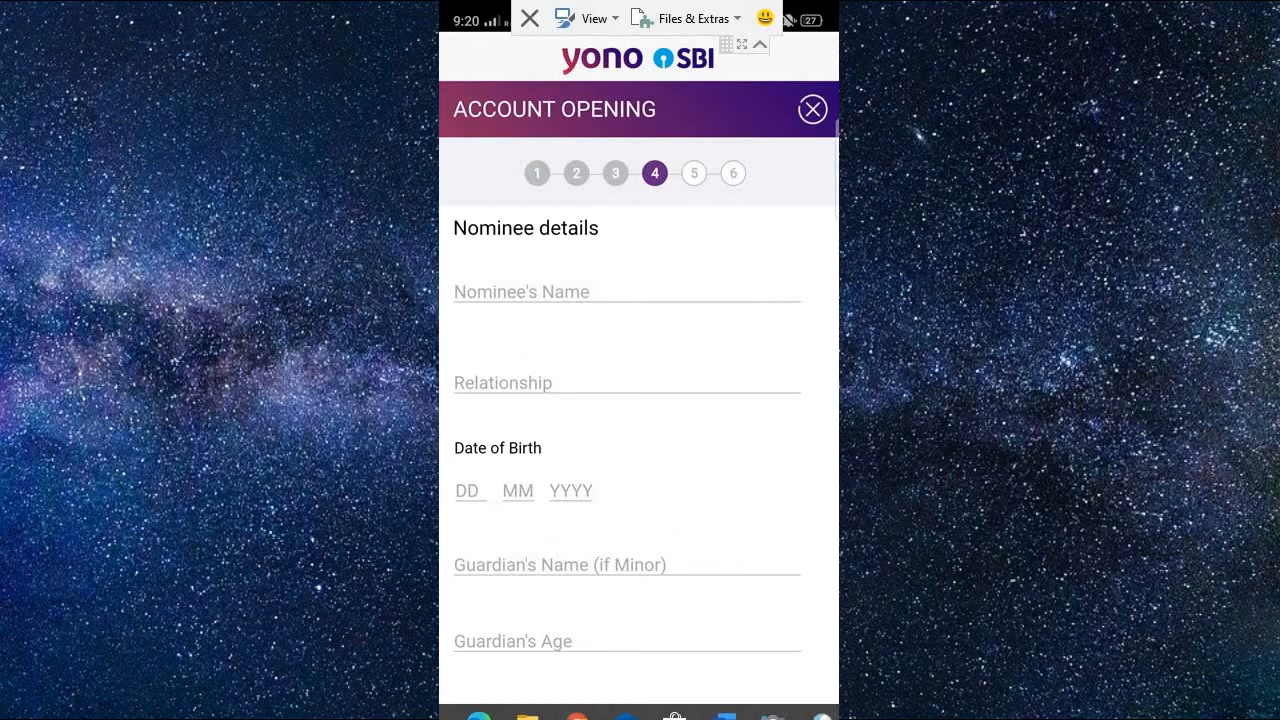 9:20
View
Files & Extras
27
yono SBI
ACCOUNT OPENING
1 2 3 4 5 6
Nominee details
Nominee's Name
Relationship
Date of Birth
DD MM YYYY
Guardian's Name (if Minor)
Guardian's Age